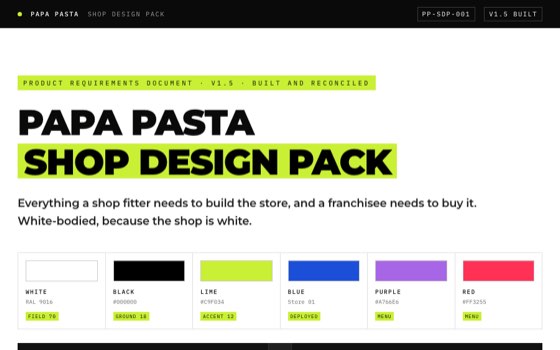 PAPA PASTA SHOP DESIGN PACK
PP-SDP-001 V1.5 BUILT
PRODUCT REQUIREMENTS DOCUMENT · V1.5 · BUILT AND RECONCILED
PAPA PASTA
SHOP DESIGN PACK
Everything a shop fitter needs to build the store, and a franchisee needs to buy it.
White-bodied, because the shop is white.
WHITE
RAL 9016
FIELD 70
BLACK
#000000
GROUND 18
LIME
#C9F034
ACCENT 12
BLUE
Store 01
DEPLOYED
PURPLE
#A766E6
MENU
RED
#FF3255
MENU